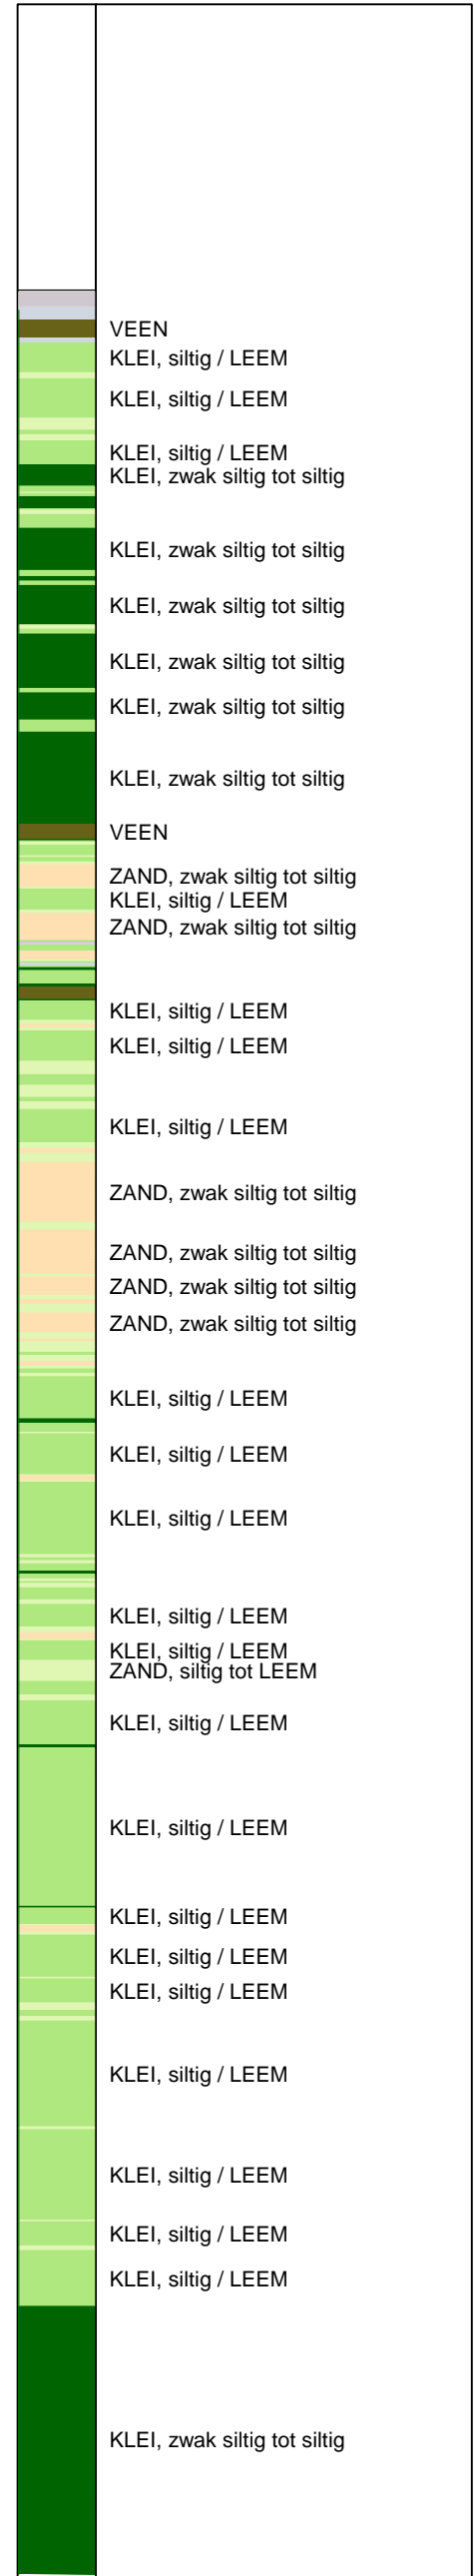 VEEN
KLEI, siltig / LEEM
KLEI, siltig / LEEM
KLEI, siltig / LEEM
KLEI, zwak siltig tot siltig
KLEI, zwak siltig tot siltig
KLEI, zwak siltig tot siltig
KLEI, zwak siltig tot siltig
KLEI, zwak siltig tot siltig
KLEI, zwak siltig tot siltig
VEEN
ZAND, zwak siltig tot siltig
KLEI, siltig / LEEM
ZAND, zwak siltig tot siltig
KLEI, siltig / LEEM
KLEI, siltig / LEEM
KLEI, siltig / LEEM
ZAND, zwak siltig tot siltig
ZAND, zwak siltig tot siltig
ZAND, zwak siltig tot siltig
ZAND, zwak siltig tot siltig
KLEI, siltig / LEEM
KLEI, siltig / LEEM
KLEI, siltig / LEEM
KLEI, siltig / LEEM
KLEI, siltig / LEEM
ZAND, siltig tot LEEM
KLEI, siltig / LEEM
KLEI, siltig / LEEM
KLEI, siltig / LEEM
KLEI, siltig / LEEM
KLEI, siltig / LEEM
KLEI, siltig / LEEM
KLEI, siltig / LEEM
KLEI, siltig / LEEM
KLEI, siltig / LEEM
KLEI, zwak siltig tot siltig